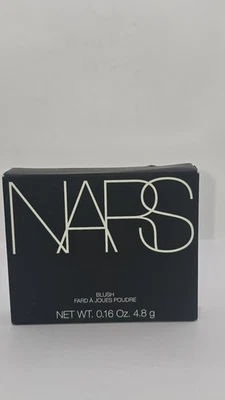 NARS
BLUSH
FARD À JOUES POUDRE
NET WT. 0.16 Oz. 4.8 g